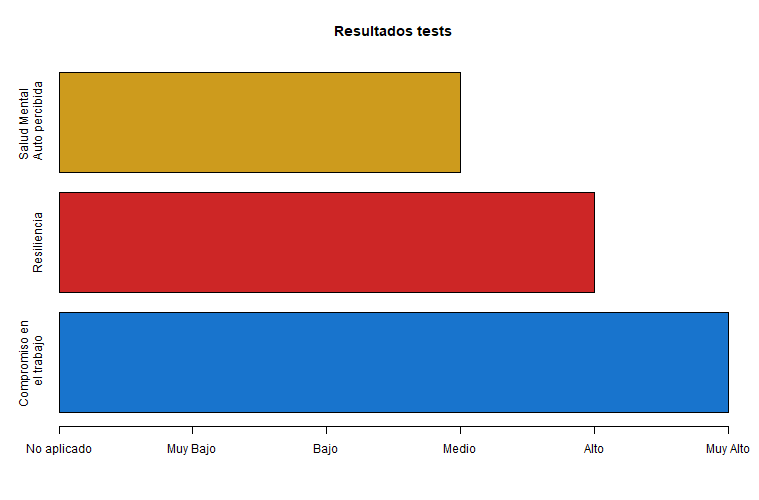 Resultados tests
Salud Mental
Auto percibida
Resiliencia
Compromiso en
el trabajo
No aplicado
Muy Bajo
Bajo
Medio
Alto
Muy Alto